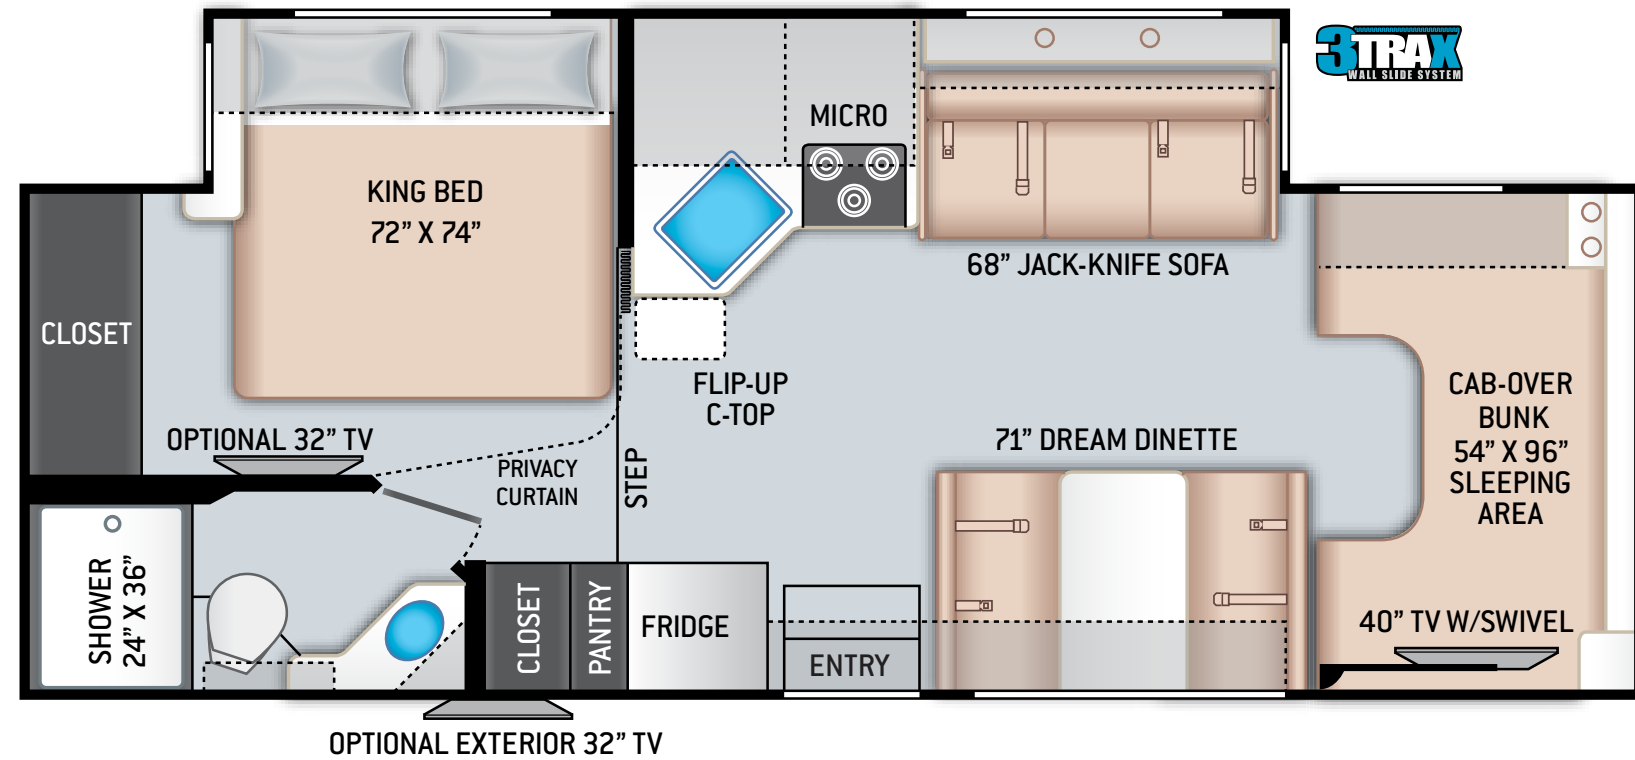 3TRAX
WALL SLIDE SYSTEM
MICRO
KING BED
72” X 74”
68” JACK-KNIFE SOFA
CLOSET
FLIP-UP
C-TOP
CAB-OVER
BUNK
54” X 96”
SLEEPING
AREA
OPTIONAL 32” TV
71” DREAM DINETTE
PRIVACY
CURTAIN
STEP
SHOWER
24” X 36”
CLOSET
PANTRY
FRIDGE
ENTRY
40” TV W/SWIVEL
OPTIONAL EXTERIOR 32” TV